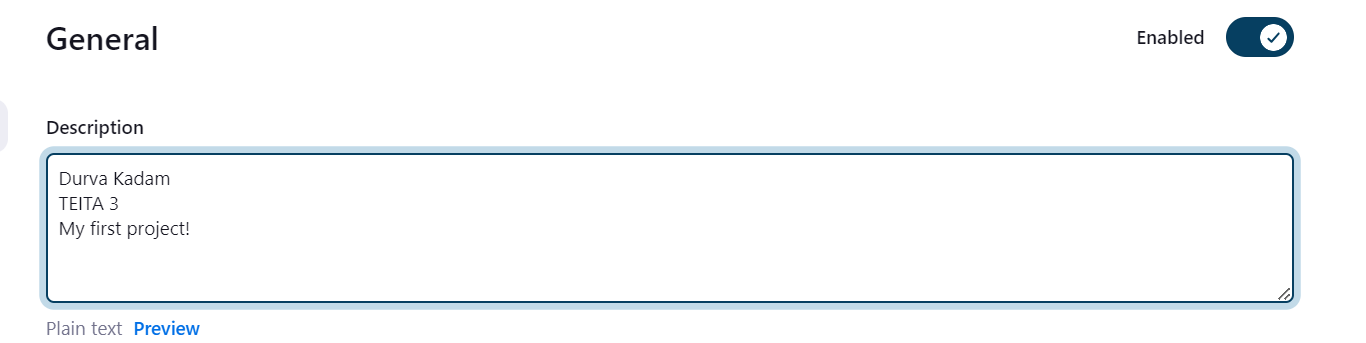 General
Enabled
Description
Durva Kadam
TEITA 3
My first project!
Plain text Preview